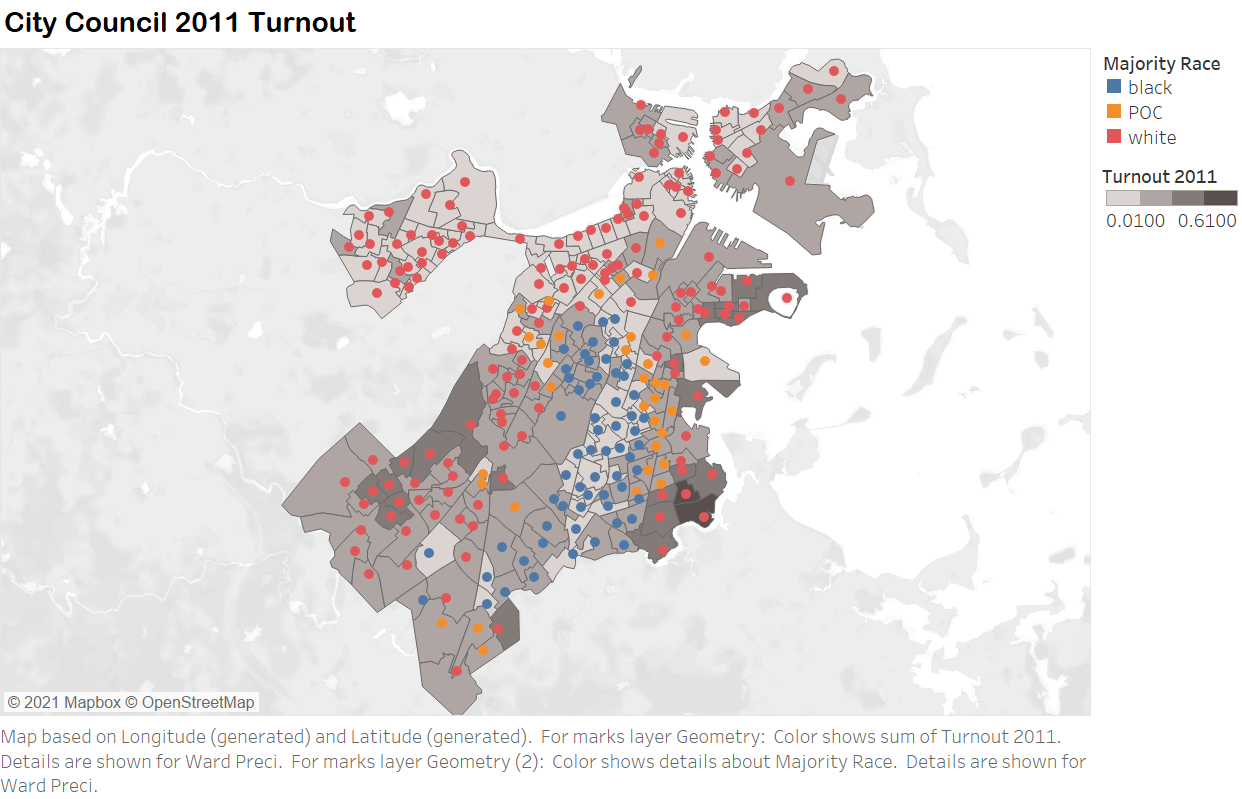 City Council 2011 Turnout
Majority Race
black
POC
white
Turnout 2011
0.0100 0.6100
© 2021 Mapbox © OpenStreetMap
Map based on Longitude (generated) and Latitude (generated).  For marks layer Geometry:  Color shows sum of Turnout 2011.
Details are shown for Ward Preci.  For marks layer Geometry (2):  Color shows details about Majority Race.  Details are shown for
Ward Preci.